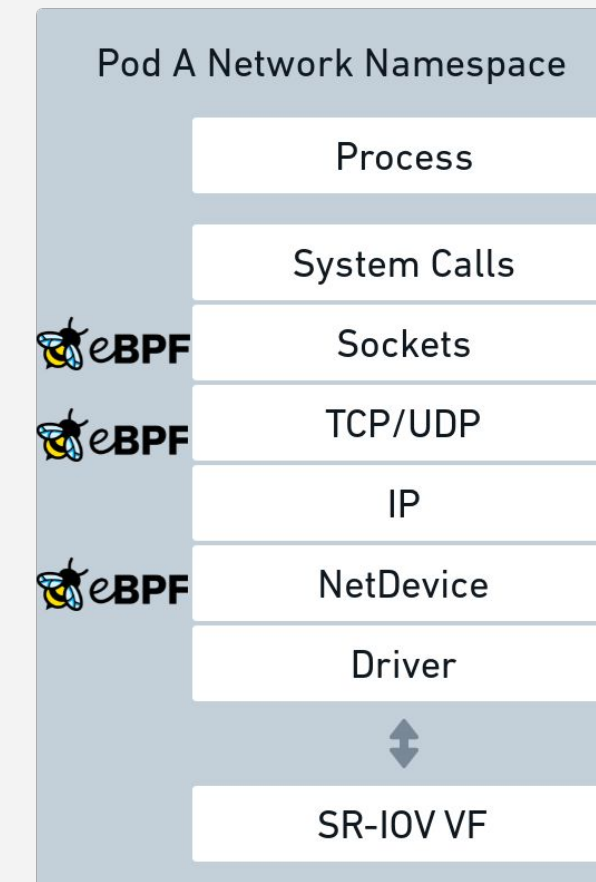 Pod A Network Namespace
Process
System Calls
eBPF Sockets
eBPF TCP/UDP
IP
eBPF NetDevice
Driver
SR-IOV VF